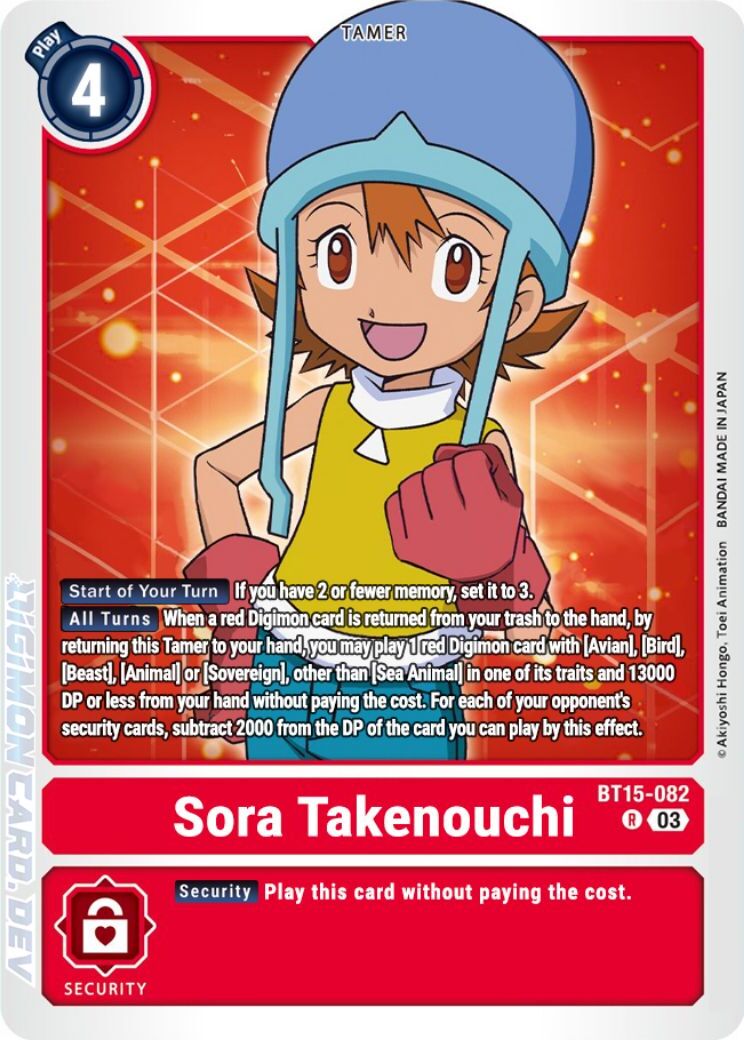 TAMER
Play
4
Start of Your Turn If you have 2 or fewer memory, set it to 3.
All Turns When a red Digimon card is returned from your trash to the hand, by
returning this Tamer to your hand, you may play 1 red Digimon card with [Avian], [Bird],
[Beast], [Animal] or [Sovereign], other than [Sea Animal] in one of its traits and 13000
DP or less from your hand without paying the cost. For each of your opponent's
security cards, subtract 2000 from the DP of the card you can play by this effect.
©Akiyoshi Hongo, Toei Animation BANDAI MADE IN JAPAN
DIGIMON CARD.DEV
BT15-082
Sora Takenouchi
R 03
Security Play this card without paying the cost.
SECURITY